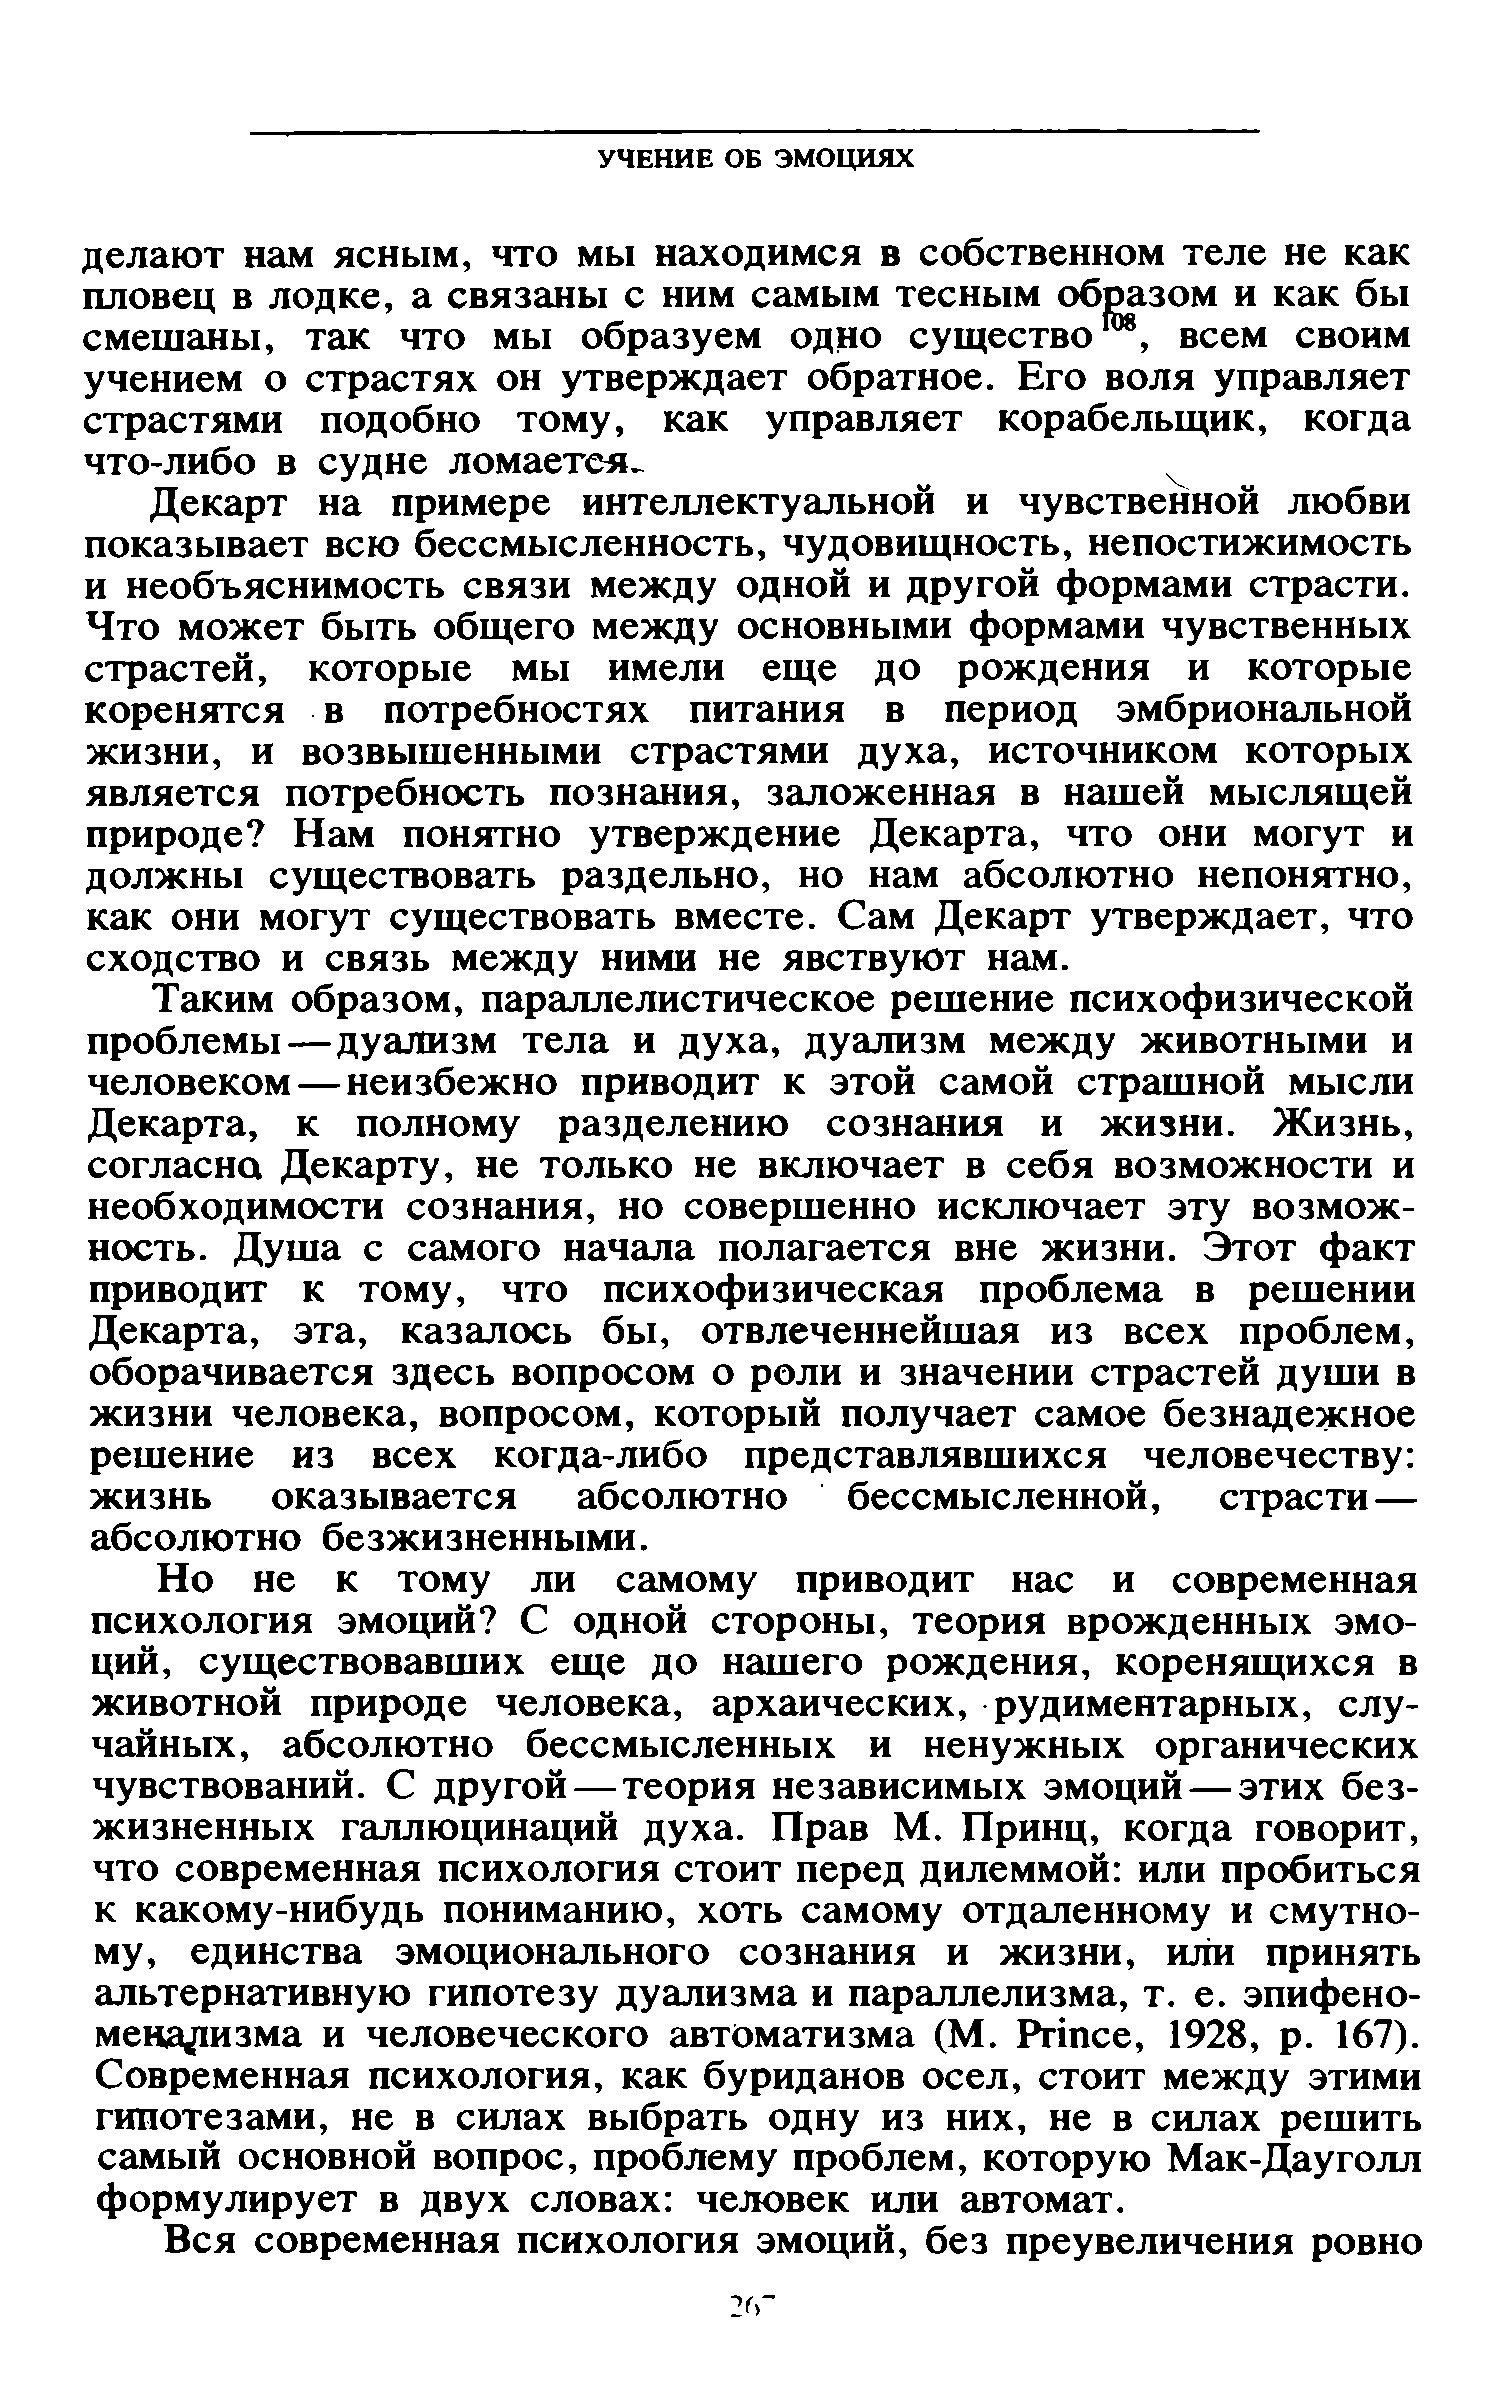 УЧЕНИЕ ОБ ЭМОЦИЯХ
делают нам ясным, что мы находимся в собственном теле не как
пловец в лодке, а связаны с ним самым тесным образом и как бы
смешаны, так что мы образуем одно существо¹⁰⁸, всем своим
учением о страстях он утверждает обратное. Его воля управляет
страстями подобно тому, как управляет корабельщик, когда
что-либо в судне ломается.
Декарт на примере интеллектуальной и чувственной любви
показывает всю бессмысленность, чудовищность, непостижимость
и необъяснимость связи между одной и другой формами страсти.
Что может быть общего между основными формами чувственных
страстей, которые мы имели еще до рождения и которые
коренятся в потребностях питания в период эмбриональной
жизни, и возвышенными страстями духа, источником которых
является потребность познания, заложенная в нашей мыслящей
природе? Нам понятно утверждение Декарта, что они могут и
должны существовать раздельно, но нам абсолютно непонятно,
как они могут существовать вместе. Сам Декарт утверждает, что
сходство и связь между ними не явствуют нам.
Таким образом, параллелистическое решение психофизической
проблемы — дуализм тела и духа, дуализм между животными и
человеком — неизбежно приводит к этой самой страшной мысли
Декарта, к полному разделению сознания и жизни. Жизнь,
согласно Декарту, не только не включает в себя возможности и
необходимости сознания, но совершенно исключает эту возмож-
ность. Душа с самого начала полагается вне жизни. Этот факт
приводит к тому, что психофизическая проблема в решении
Декарта, эта, казалось бы, отвлеченнейшая из всех проблем,
оборачивается здесь вопросом о роли и значении страстей души в
жизни человека, вопросом, который получает самое безнадежное
решение из всех когда-либо представлявшихся человечеству:
жизнь оказывается абсолютно бессмысленной, страсти —
абсолютно безжизненными.
Но не к тому ли самому приводит нас и современная
психология эмоций? С одной стороны, теория врожденных эмо-
ций, существовавших еще до нашего рождения, коренящихся в
животной природе человека, архаических, рудиментарных, слу-
чайных, абсолютно бессмысленных и ненужных органических
чувствований. С другой — теория независимых эмоций — этих без-
жизненных галлюцинаций духа. Прав М. Принц, когда говорит,
что современная психология стоит перед дилеммой: или пробиться
к какому-нибудь пониманию, хоть самому отдаленному и смутно-
му, единства эмоционального сознания и жизни, или принять
альтернативную гипотезу дуализма и параллелизма, т. е. эпифено-
менализма и человеческого автоматизма (M. Prince, 1928, p. 167).
Современная психология, как буриданов осел, стоит между этими
гипотезами, не в силах выбрать одну из них, не в силах решить
самый основной вопрос, проблему проблем, которую Мак-Дауголл
формулирует в двух словах: человек или автомат.
Вся современная психология эмоций, без преувеличения ровно
267